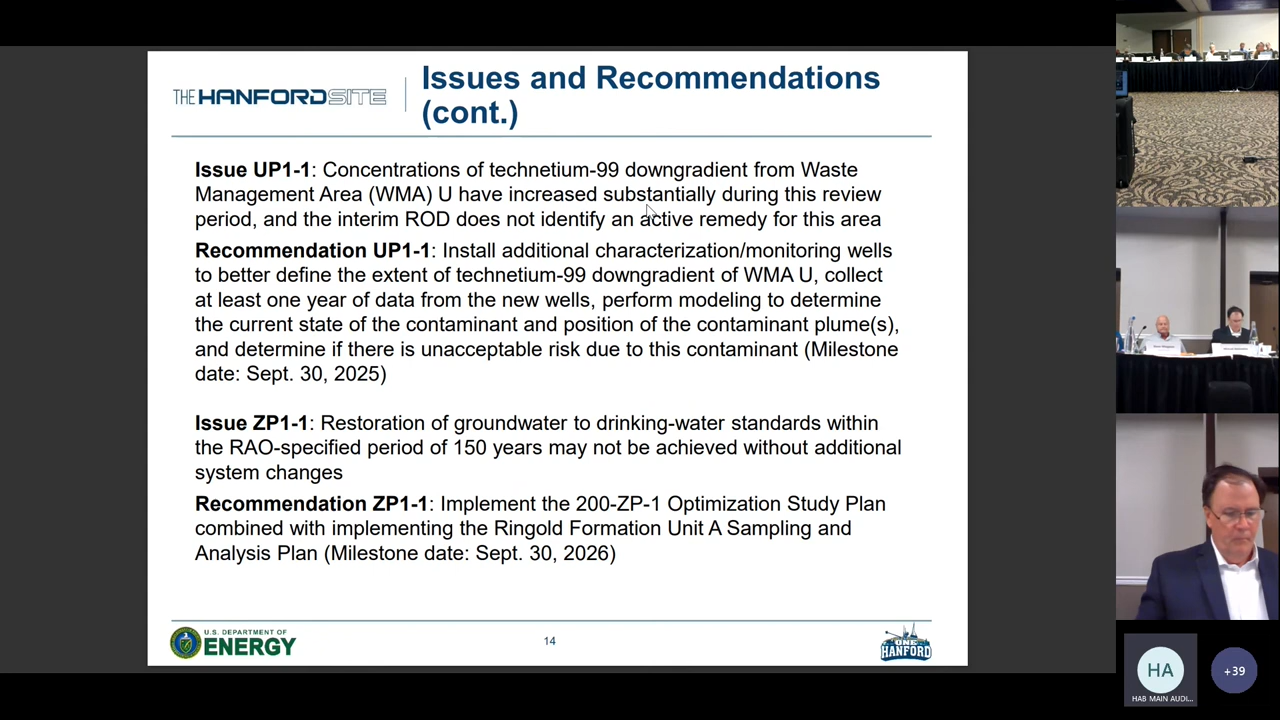 THE HANFORD SITE
Issues and Recommendations
(cont.)
Issue UP1-1: Concentrations of technetium-99 downgradient from Waste
Management Area (WMA) U have increased substantially during this review
period, and the interim ROD does not identify an active remedy for this area
Recommendation UP1-1: Install additional characterization/monitoring wells
to better define the extent of technetium-99 downgradient of WMA U, collect
at least one year of data from the new wells, perform modeling to determine
the current state of the contaminant and position of the contaminant plume(s),
and determine if there is unacceptable risk due to this contaminant (Milestone
date: Sept. 30, 2025)
Issue ZP1-1: Restoration of groundwater to drinking-water standards within
the RAO-specified period of 150 years may not be achieved without additional
system changes
Recommendation ZP1-1: Implement the 200-ZP-1 Optimization Study Plan
combined with implementing the Ringold Formation Unit A Sampling and
Analysis Plan (Milestone date: Sept. 30, 2026)
U.S. DEPARTMENT OF
ENERGY
14
ONE
HANFORD
HA
HAB MAIN AUDI...
+39